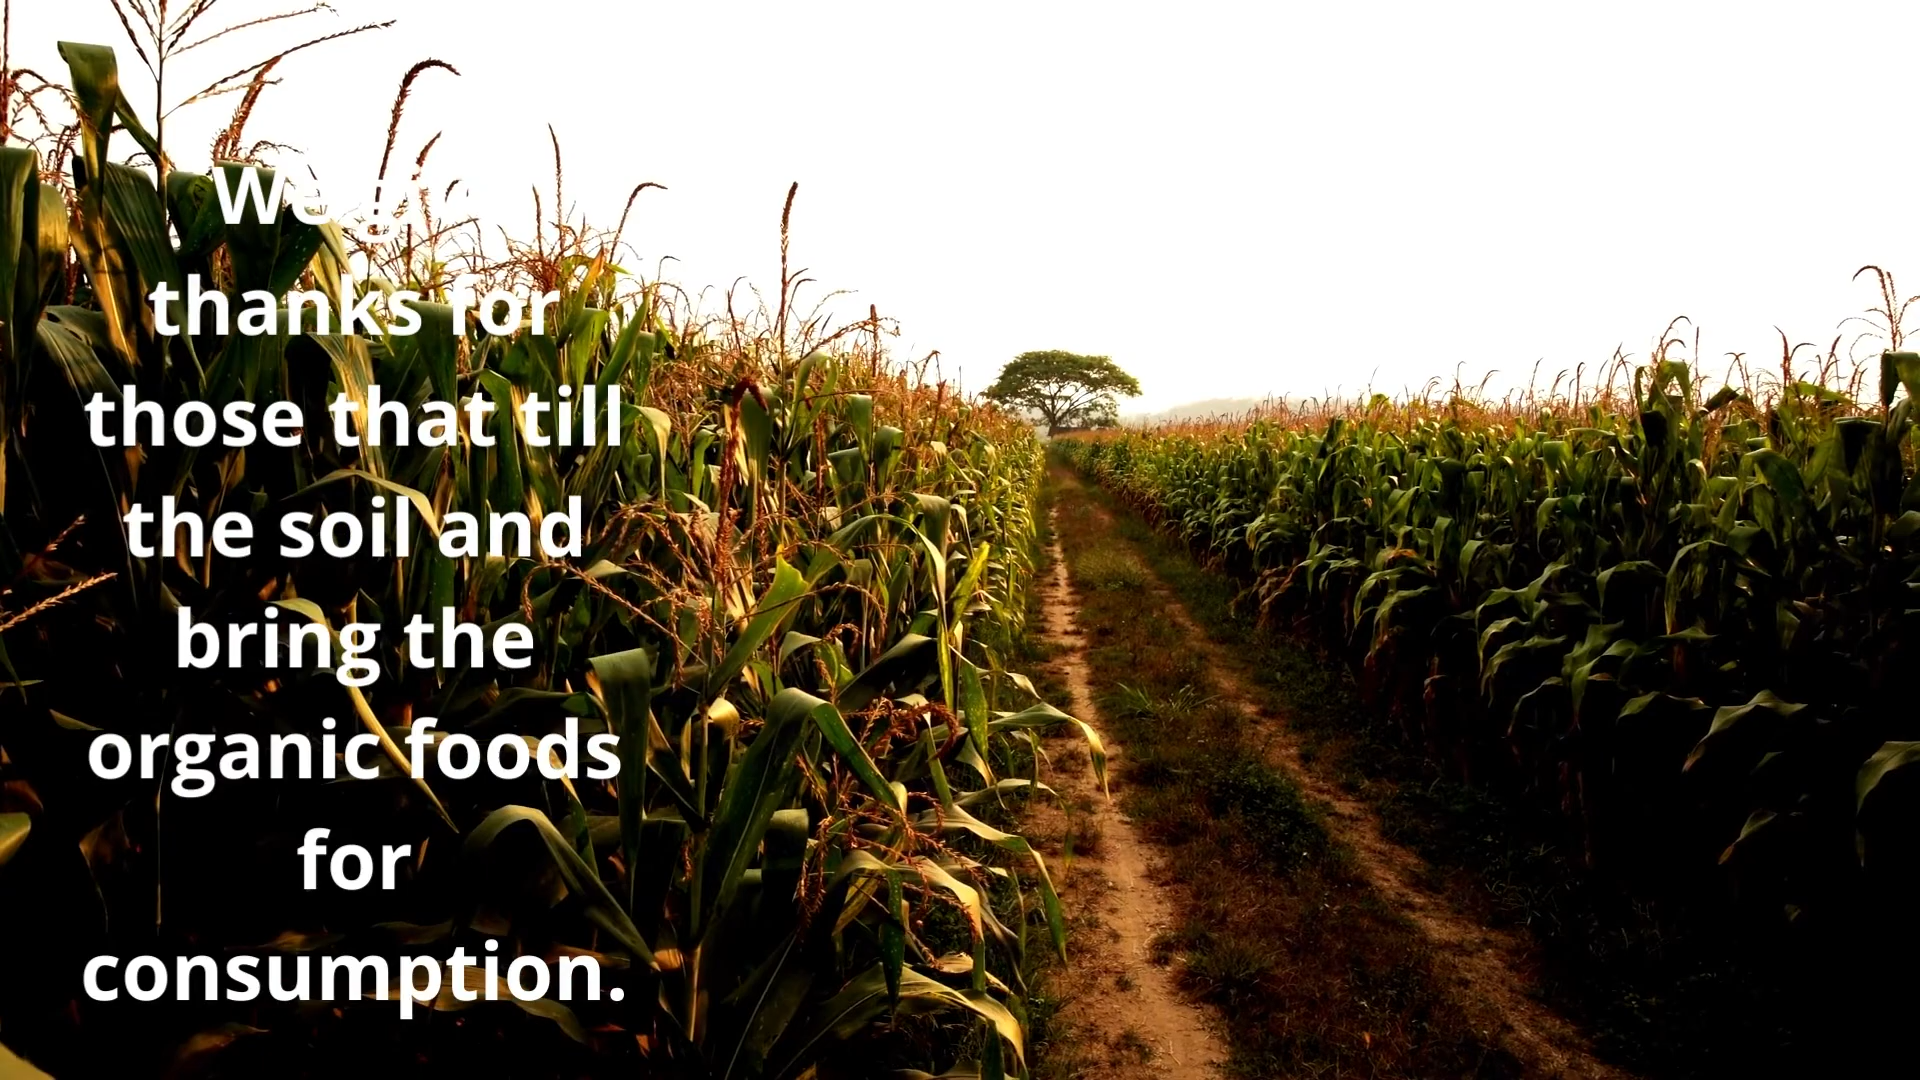 We
thanks for
those that till
the soil and
bring the
organic foods
for
consumption.